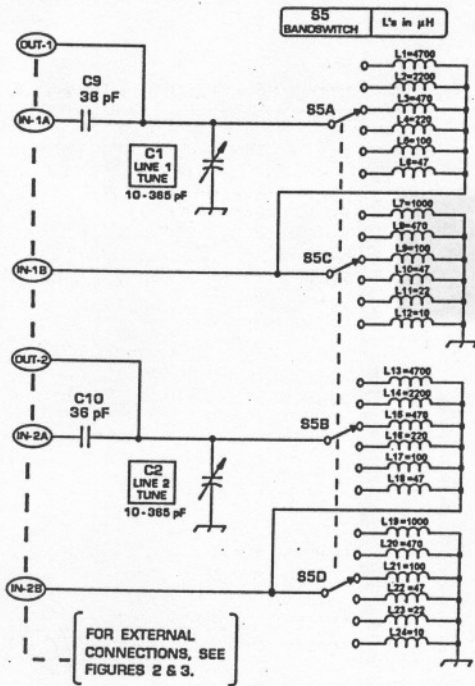 S5
BANDSWITCH
L's in µH
OUT-1
C9
36 pF
IN-1A
C1
LINE 1
TUNE
10-365 pF
S5A
L1=4700
L2=2200
L3=470
L4=220
L5=100
L6=47
IN-1B
S5C
L7=1000
L8=470
L9=100
L10=47
L11=22
L12=10
OUT-2
C10
36 pF
IN-2A
C2
LINE 2
TUNE
10-365 pF
S5B
L13=4700
L14=2200
L15=470
L16=220
L17=100
L18=47
IN-2B
S5D
L19=1000
L20=470
L21=100
L22=47
L23=22
L24=10
FOR EXTERNAL
CONNECTIONS, SEE
FIGURES 2 & 3.